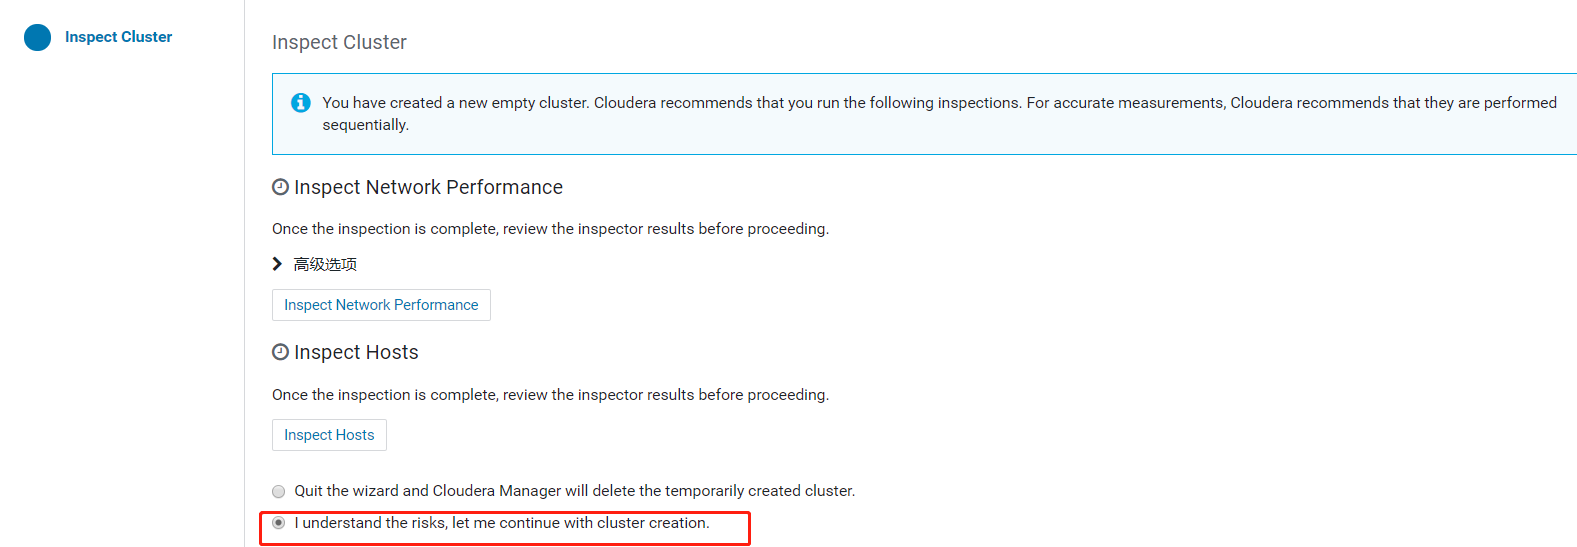 Inspect Cluster
Inspect Cluster
You have created a new empty cluster. Cloudera recommends that you run the following inspections. For accurate measurements, Cloudera recommends that they are performed
sequentially.
Inspect Network Performance
Once the inspection is complete, review the inspector results before proceeding.
高级选项
Inspect Network Performance
Inspect Hosts
Once the inspection is complete, review the inspector results before proceeding.
Inspect Hosts
Quit the wizard and Cloudera Manager will delete the temporarily created cluster.
I understand the risks, let me continue with cluster creation.